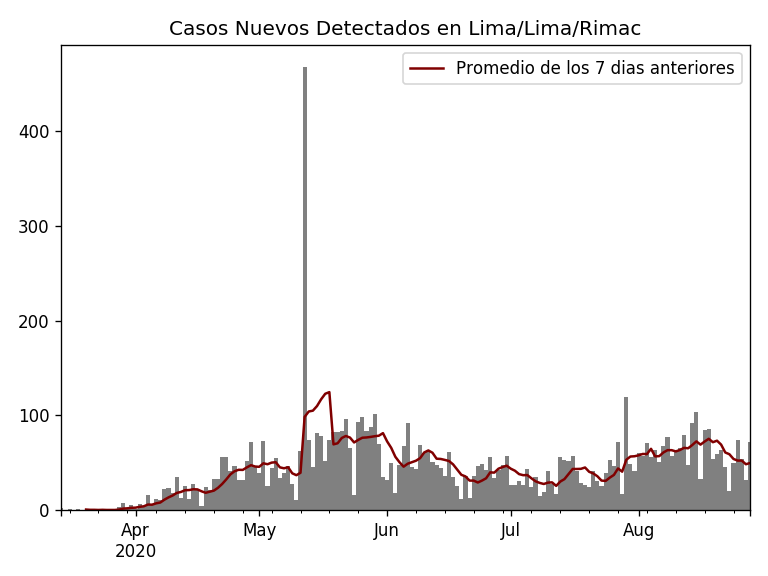 Casos Nuevos Detectados en Lima/Lima/Rimac
Promedio de los 7 dias anteriores
400
300
200
100
0
Apr
2020
May
Jun
Jul
Aug